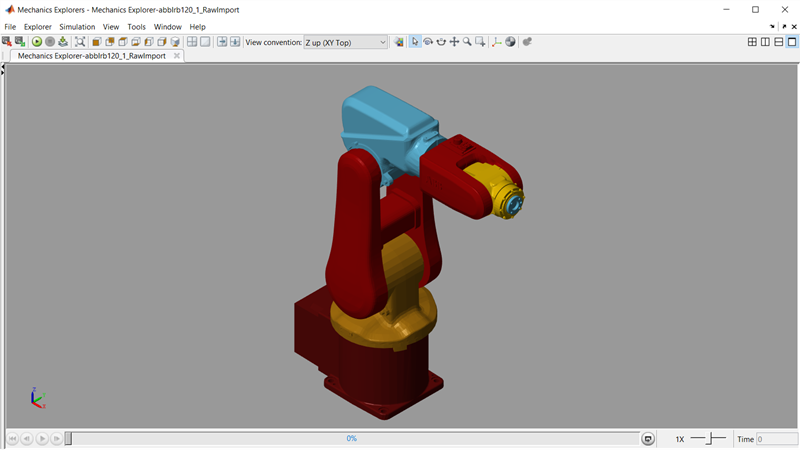 Mechanics Explorers - Mechanics Explorer-abbIrb120_1_RawImport
File Explorer Simulation View Tools Window Help
View convention: Z up (XY Top)
Mechanics Explorer-abbIrb120_1_RawImport
Z
Y
X
0% 1X Time 0